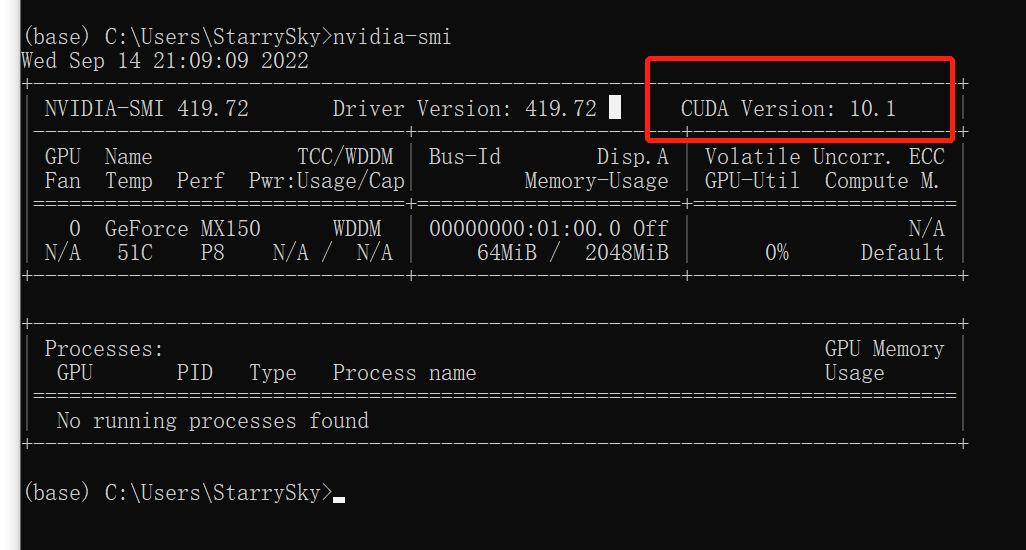 (base) C:\Users\StarrySky>nvidia-smi
Wed Sep 14 21:09:09 2022
NVIDIA-SMI 419.72 Driver Version: 419.72 CUDA Version: 10.1
GPU Name TCC/WDDM Bus-Id Disp.A Volatile Uncorr. ECC
Fan Temp Perf Pwr:Usage/Cap Memory-Usage GPU-Util Compute M.
0 GeForce MX150 WDDM 00000000:01:00.0 Off N/A
N/A 51C P8 N/A / N/A 64MiB / 2048MiB 0% Default
Processes: GPU Memory
GPU PID Type Process name Usage
No running processes found
(base) C:\Users\StarrySky>